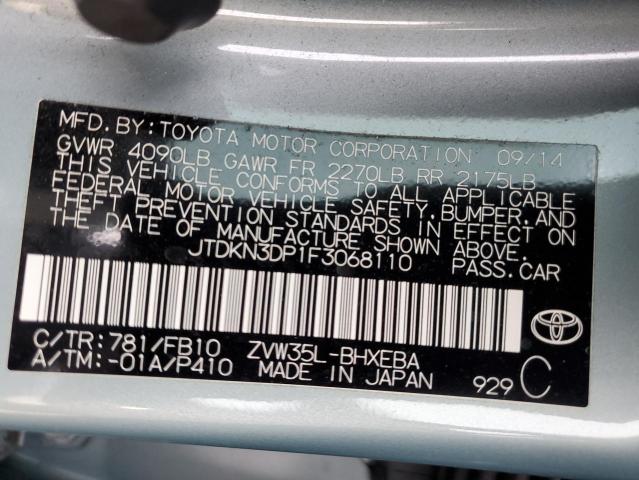 MFD. BY: TOYOTA MOTOR CORPORATION 09/14
GVWR 4090LB GAWR FR 2270LB RR 2175LB
THIS VEHICLE CONFORMS TO ALL APPLICABLE
FEDERAL MOTOR VEHICLE SAFETY, BUMPER, AND
THEFT PREVENTION STANDARDS IN EFFECT ON
THE DATE OF MANUFACTURE SHOWN ABOVE.
JTDKN3DP1F3068110 PASS. CAR
C/TR: 781/FB10 ZVW35L-BHXEBA
A/TM: -01A/P410 MADE IN JAPAN 929 C